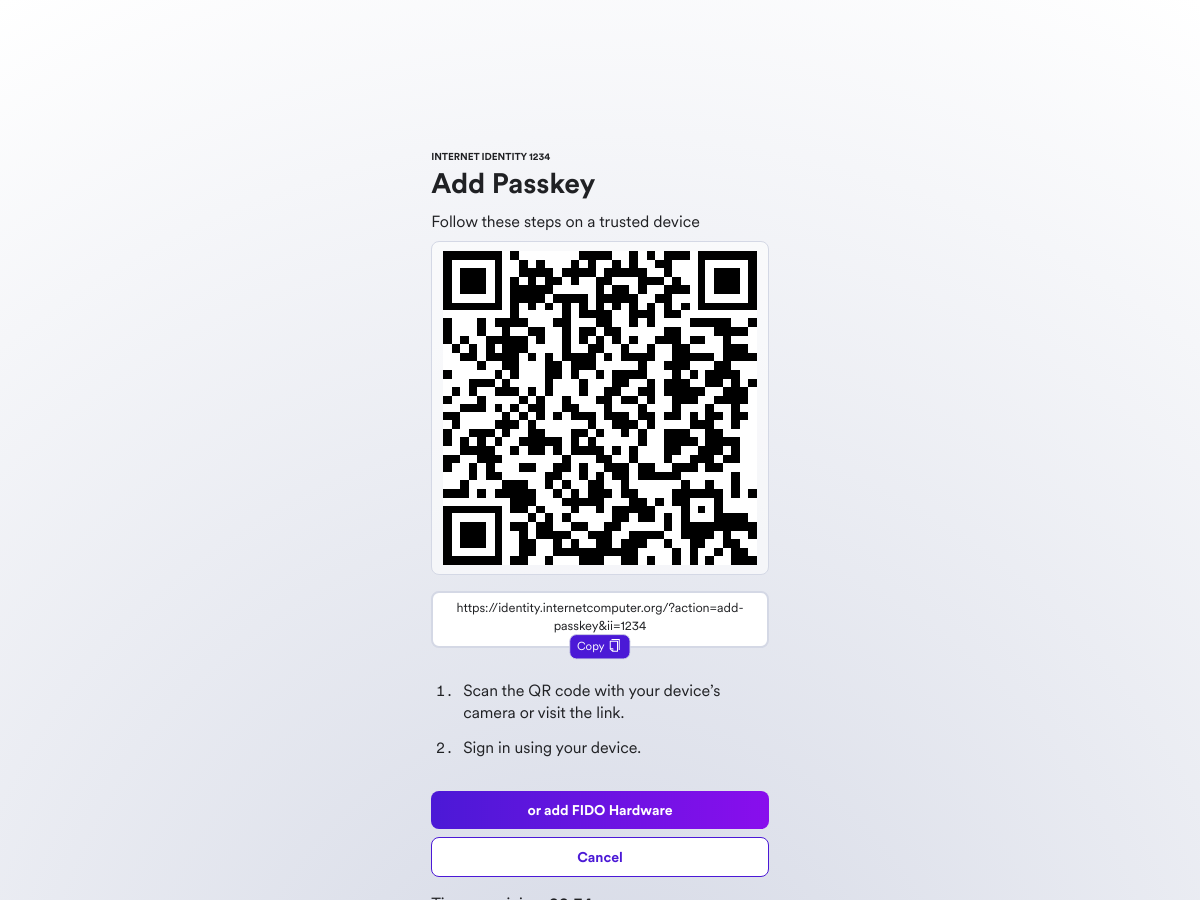 INTERNET IDENTITY 1234
Add Passkey
Follow these steps on a trusted device
https://identity.internetcomputer.org/?action=add-
passkey&ii=1234
Copy
1. Scan the QR code with your device’s
camera or visit the link.
2. Sign in using your device.
or add FIDO Hardware
Cancel